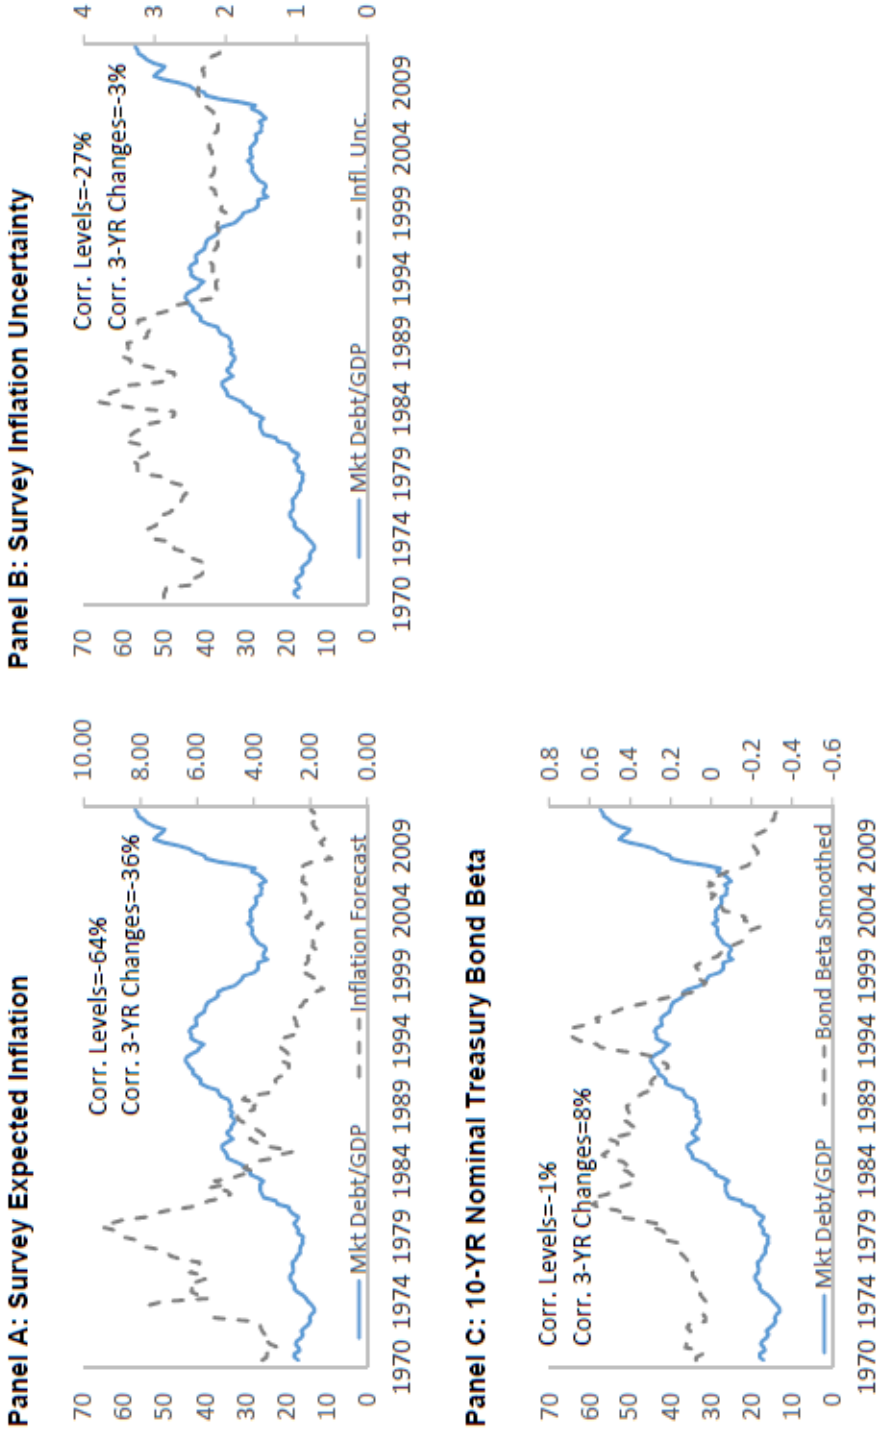 Panel A: Survey Expected Inflation
Corr. Levels=-64%
Corr. 3-YR Changes=-36%
70
60
50
40
30
20
10
0
10.00
8.00
6.00
4.00
2.00
0.00
Mkt Debt/GDP
Inflation Forecast
1970 1974 1979 1984 1989 1994 1999 2004 2009
Panel B: Survey Inflation Uncertainty
Corr. Levels=-27%
Corr. 3-YR Changes=-3%
70
60
50
40
30
20
10
0
4
3
2
1
0
Mkt Debt/GDP
Infl. Unc.
1970 1974 1979 1984 1989 1994 1999 2004 2009
Panel C: 10-YR Nominal Treasury Bond Beta
Corr. Levels=-1%
Corr. 3-YR Changes=8%
70
60
50
40
30
20
10
0
0.8
0.6
0.4
0.2
0
-0.2
-0.4
-0.6
Mkt Debt/GDP
Bond Beta Smoothed
1970 1974 1979 1984 1989 1994 1999 2004 2009